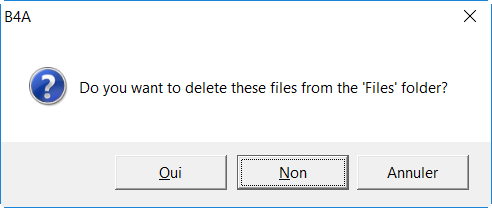 B4A
Do you want to delete these files from the 'Files' folder?
Oui
Non
Annuler